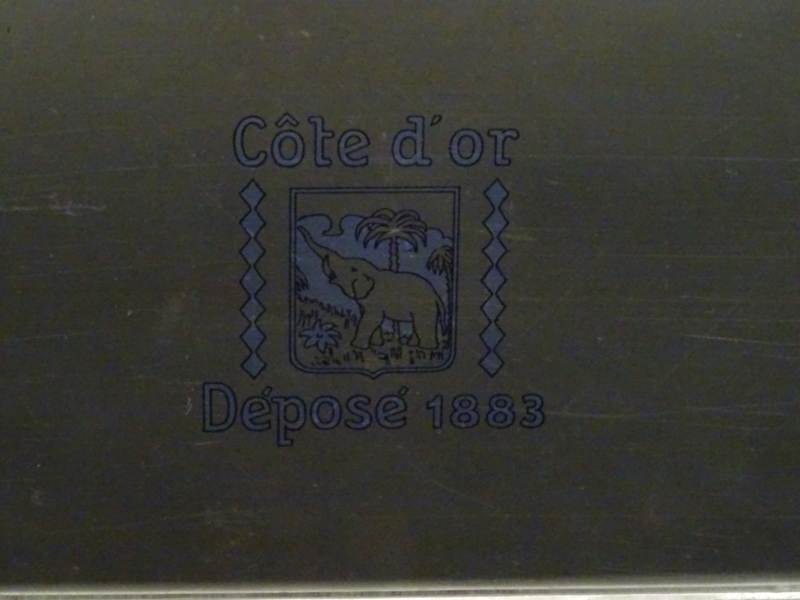 Côte d'or
Déposé 1883